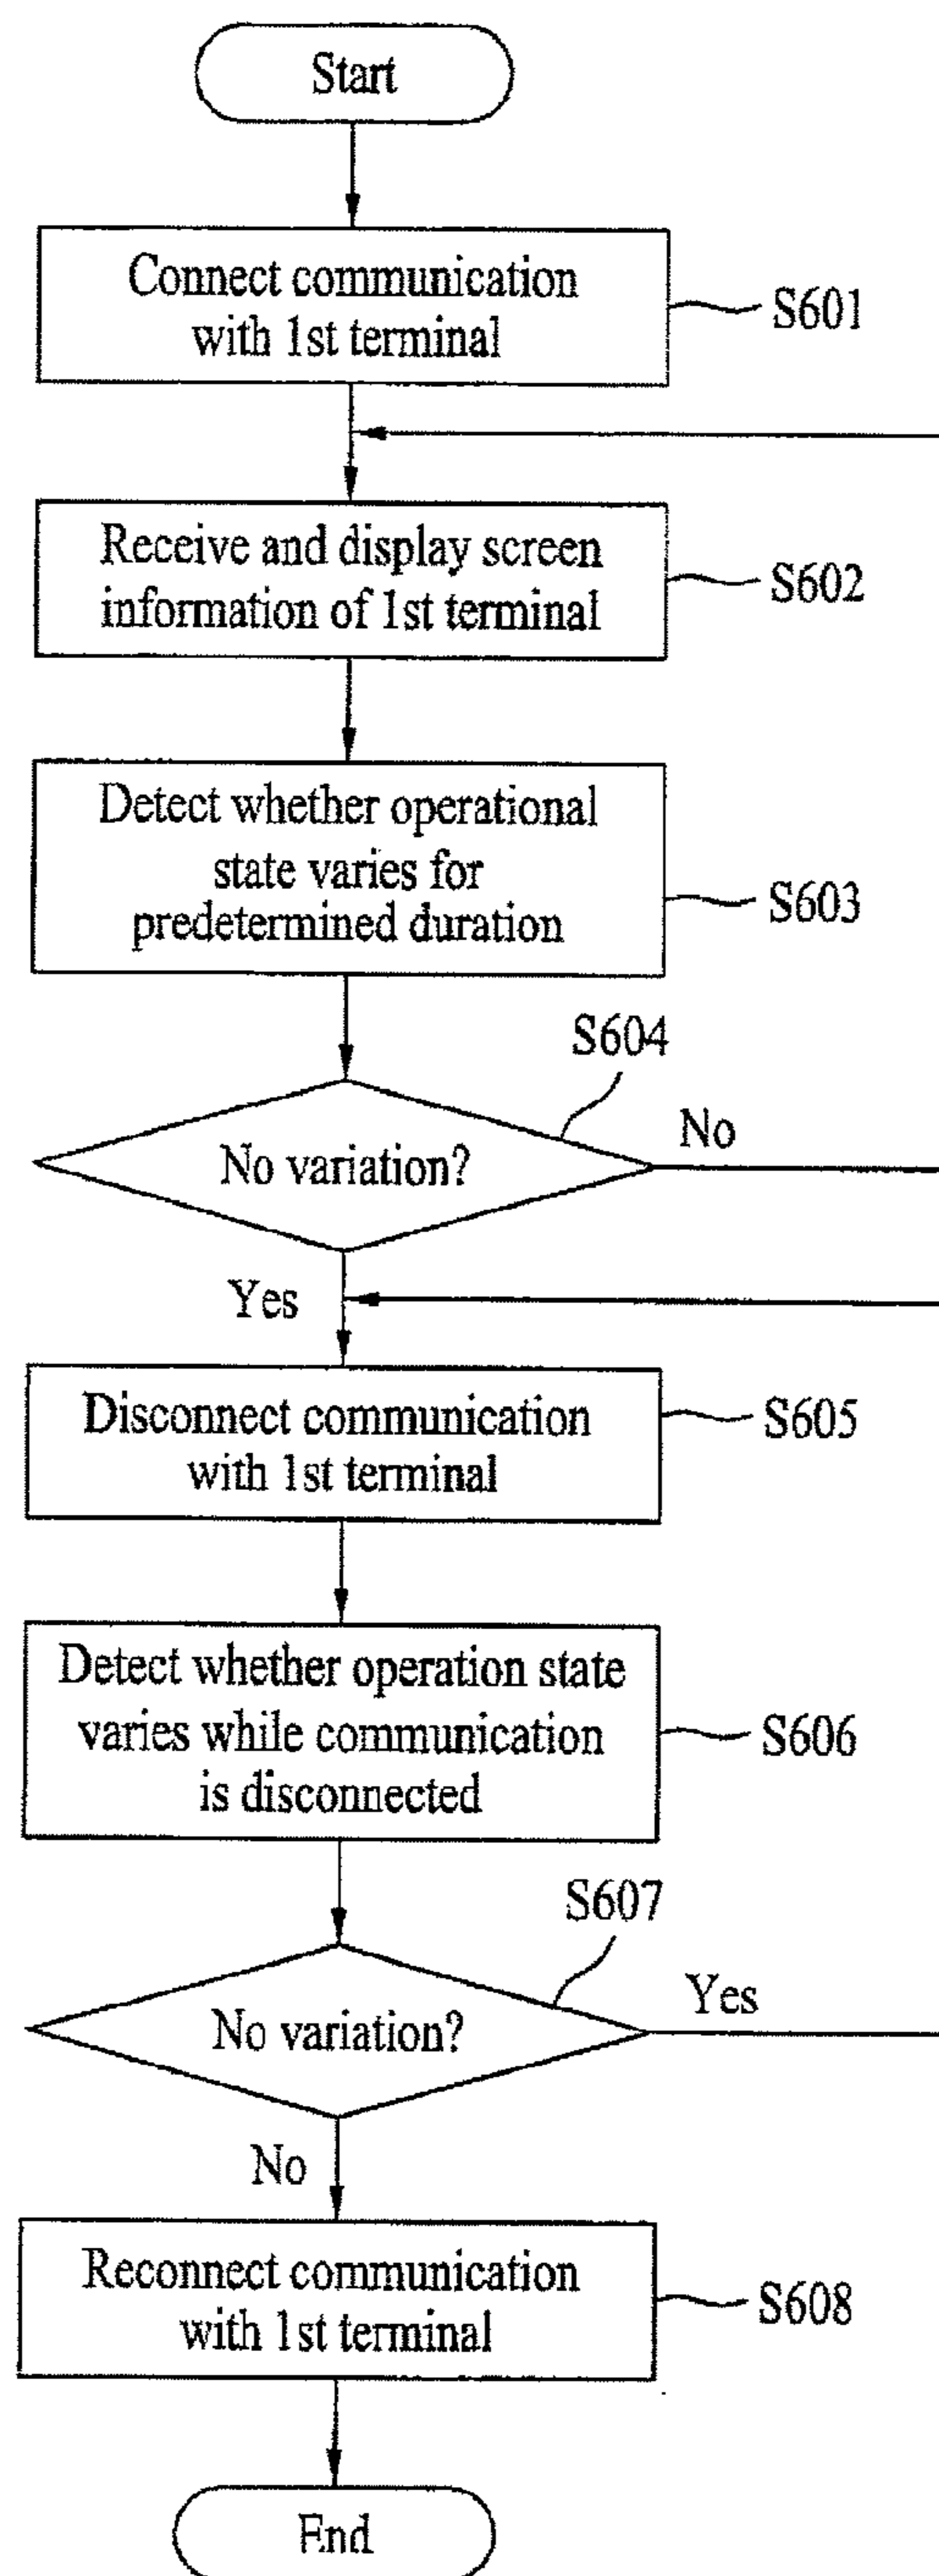 Start
Connect communication
with 1st terminal
S601
Receive and display screen
information of 1st terminal
S602
Detect whether operational
state varies for
predetermined duration
S603
S604
No variation?
No
Yes
Disconnect communication
with 1st terminal
S605
Detect whether operation state
varies while communication
is disconnected
S606
S607
No variation?
Yes
No
Reconnect communication
with 1st terminal
S608
End